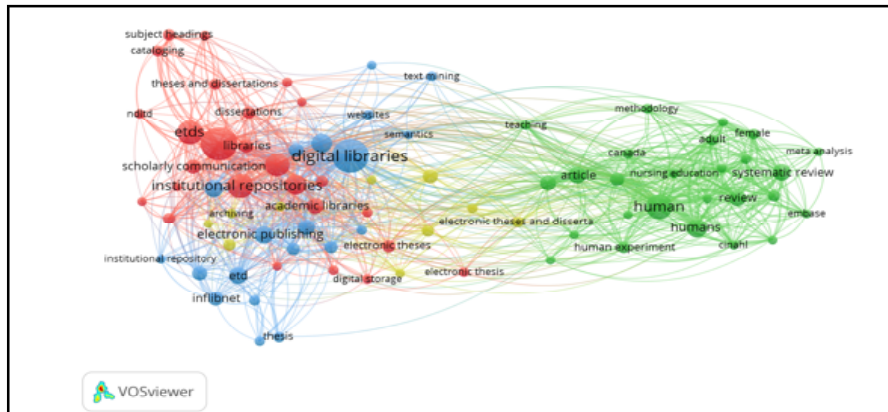 subject headings
cataloging
text mining
theses and dissertations
ndltd
dissertations
websites
methodology
etds
libraries
semantics
teaching
adult
female
digital libraries
canada
meta analysis
scholarly communication
article
nursing education
systematic review
institutional repositories
academic libraries
human
review
archiving
electronic theses and disserta
embase
electronic publishing
humans
electronic theses
human experiment
cinahl
institutional repository
etd
digital storage
electronic thesis
inflibnet
thesis
VOSviewer